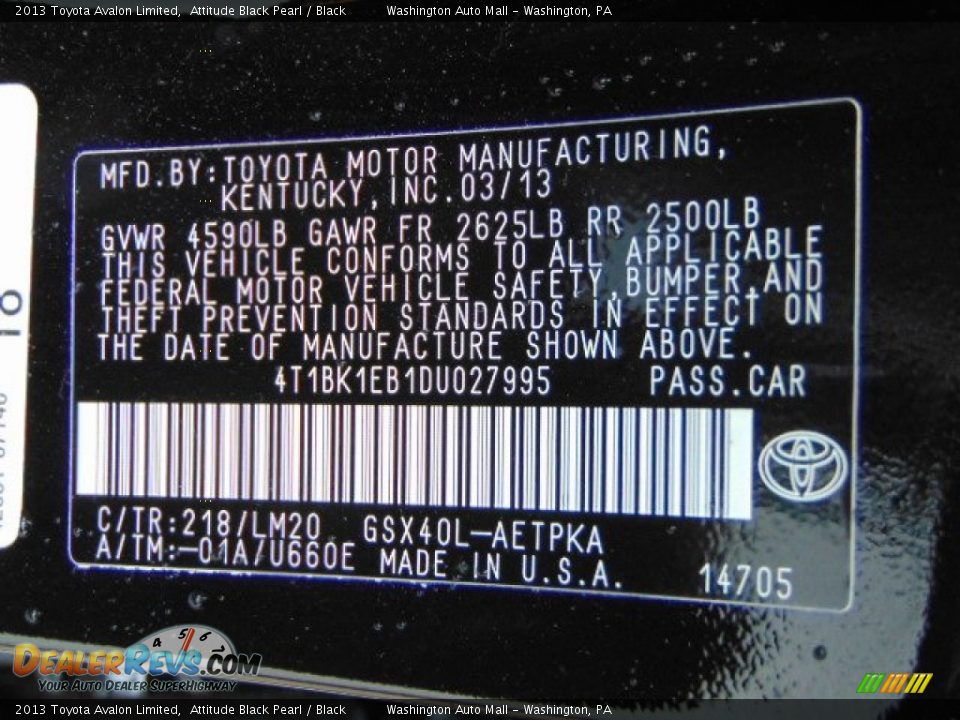 2013 Toyota Avalon Limited, Attitude Black Pearl / Black Washington Auto Mall - Washington, PA
MFD.BY:TOYOTA MOTOR MANUFACTURING,
KENTUCKY,INC.03/13
GVWR 4590LB GAWR FR 2625LB RR 2500LB
THIS VEHICLE CONFORMS TO ALL APPLICABLE
FEDERAL MOTOR VEHICLE SAFETY,BUMPER,AND
THEFT PREVENTION STANDARDS IN EFFECT ON
THE DATE OF MANUFACTURE SHOWN ABOVE.
4T1BK1EB1DU027995 PASS.CAR
C/TR:218/LM20 GSX40L-AETPKA
A/TM:-01A/U660E MADE IN U.S.A. 14705
4 5 6
DEALERREVS.COM
YOUR AUTO DEALER SUPERHIGHWAY
2013 Toyota Avalon Limited, Attitude Black Pearl / Black Washington Auto Mall - Washington, PA